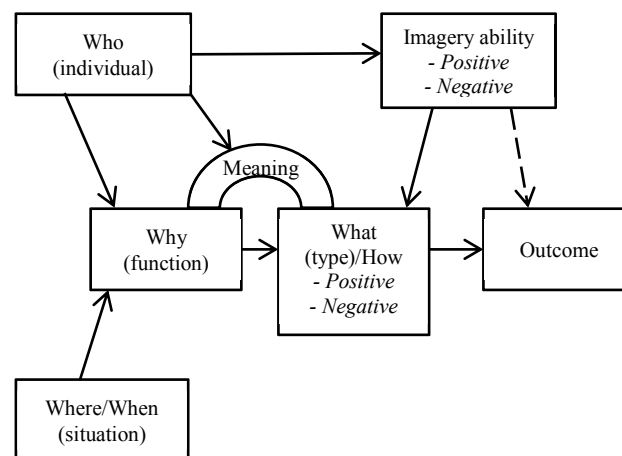 Who
(individual)
Imagery ability
- Positive
- Negative
Meaning
Why
(function)
What
(type)/How
- Positive
- Negative
Outcome
Where/When
(situation)